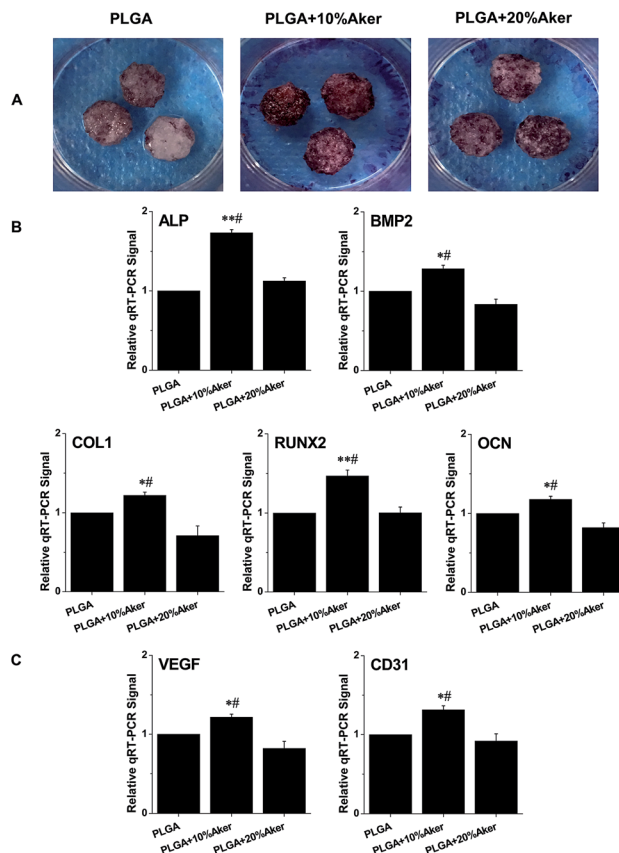 PLGA PLGA+10%Aker PLGA+20%Aker
A
B
ALP
Relative qRT-PCR Signal
2
1
0
**#
PLGA
PLGA+10%Aker
PLGA+20%Aker
BMP2
Relative qRT-PCR Signal
2
1
0
*#
PLGA
PLGA+10%Aker
PLGA+20%Aker
COL1
Relative qRT-PCR Signal
2
1
0
*#
PLGA
PLGA+10%Aker
PLGA+20%Aker
RUNX2
Relative qRT-PCR Signal
2
1
0
**#
PLGA
PLGA+10%Aker
PLGA+20%Aker
OCN
Relative qRT-PCR Signal
2
1
0
*#
PLGA
PLGA+10%Aker
PLGA+20%Aker
C
VEGF
Relative qRT-PCR Signal
2
1
0
*#
PLGA
PLGA+10%Aker
PLGA+20%Aker
CD31
Relative qRT-PCR Signal
2
1
0
*#
PLGA
PLGA+10%Aker
PLGA+20%Aker